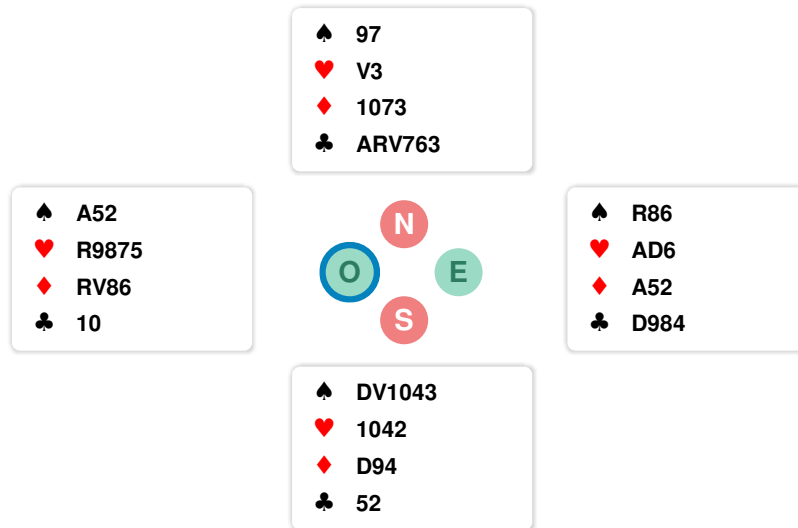 ♠ 97
♥ V3
♦ 1073
♣ ARV763
♠ A52
♥ R9875
♦ RV86
♣ 10
N
O E
S
♠ R86
♥ AD6
♦ A52
♣ D984
♠ DV1043
♥ 1042
♦ D94
♣ 52